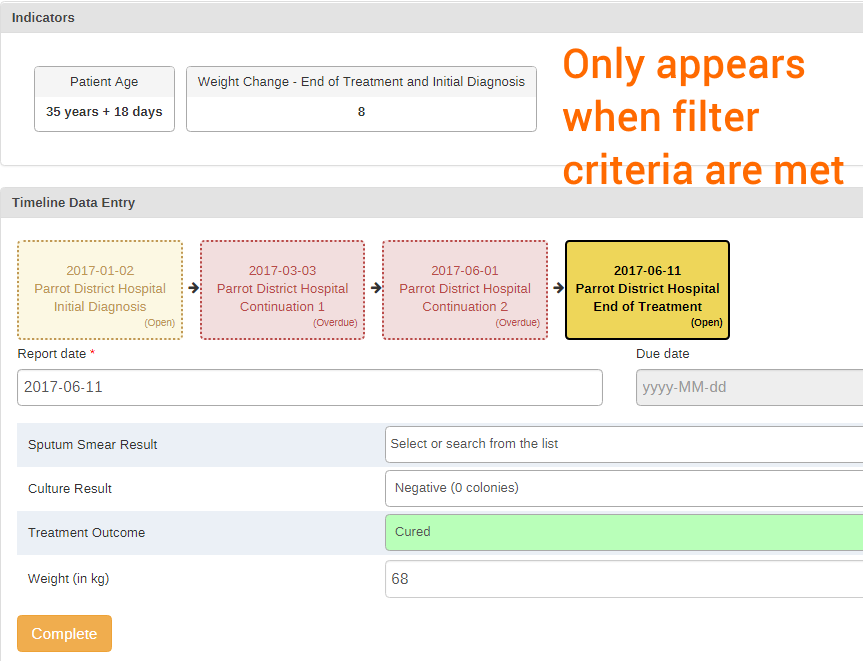 Indicators
Only appears
when filter
criteria are met
Patient Age
35 years + 18 days
Weight Change - End of Treatment and Initial Diagnosis
8
Timeline Data Entry
2017-01-02
Parrot District Hospital
Initial Diagnosis
(Open)
2017-03-03
Parrot District Hospital
Continuation 1
(Overdue)
2017-06-01
Parrot District Hospital
Continuation 2
(Overdue)
2017-06-11
Parrot District Hospital
End of Treatment
(Open)
Report date *
2017-06-11
Due date
yyyy-MM-dd
Sputum Smear Result
Select or search from the list
Culture Result
Negative (0 colonies)
Treatment Outcome
Cured
Weight (in kg)
68
Complete